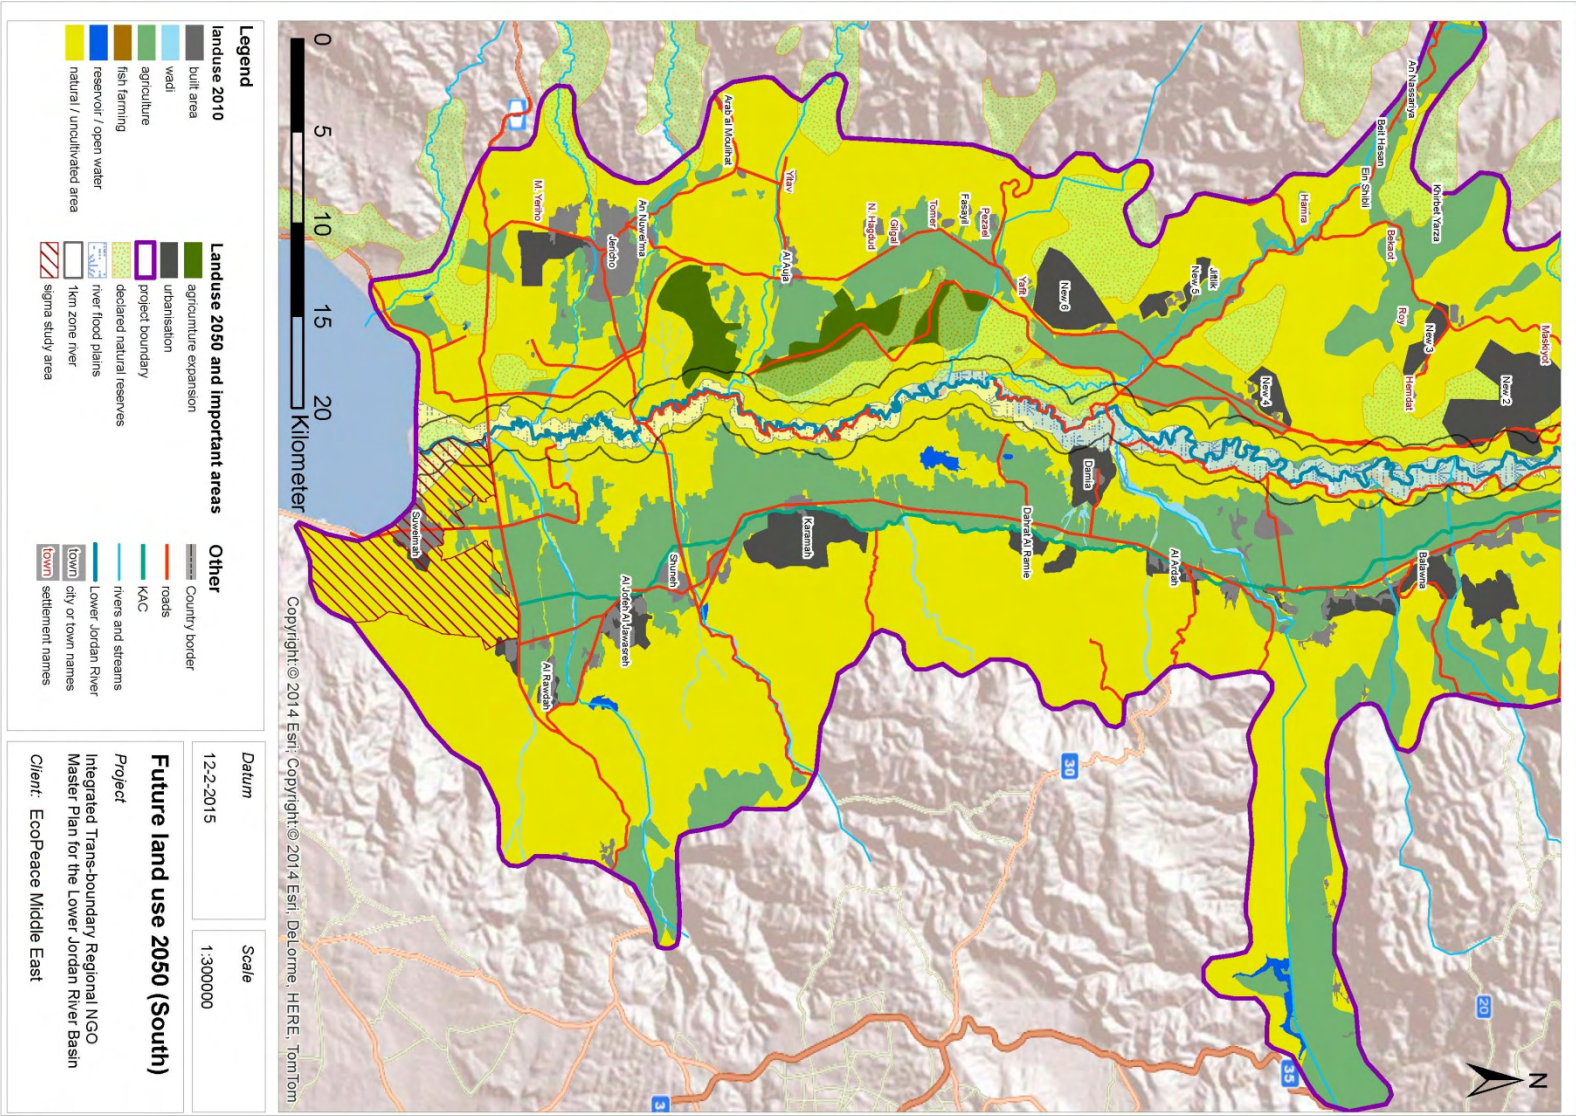 Legend
landuse 2010
built area
wadi
agriculture
fish farming
reservoir / open water
natural / uncultivated area
Landuse 2050 and important areas
agricumture expansion
urbanisation
project boundary
declared natural reserves
river flood plains
1km zone river
sigma study area
Other
Country border
roads
KAC
rivers and streams
Lower Jordan River
town
city or town names
town
settlement names
Datum
12-2-2015
Scale
1:300000
Future land use 2050 (South)
Project
Integrated Trans-boundary Regional NGO
Master Plan for the Lower Jordan River Basin
Client: EcoPeace Middle East
0
5
10
15
20
Kilometer
Copyright:© 2014 Esri; Copyright:© 2014 Esri, DeLorme, HERE, TomTom
N
An Nassariya
Beit Hasan
Ein Shibli
Khirbet Yarza
Hamra
Bekaot
Maskiyot
Roy
New 3
Hemdat
New 2
Jiftlik
New 5
New 4
New 6
Yafit
Pezael
Fasayil
Tomer
Gilgal
N. Hagdud
Arab al Moulihat
Yitav
Al Auja
An Nuwei'ma
Jericho
M. Yeriho
Damia
Balawna
Al Ardah
Dahrat Al Ramie
Karamah
Shuneh
Al Jofeh Al Jawasreh
Al Rawdah
Suweimah
30
20
35
3